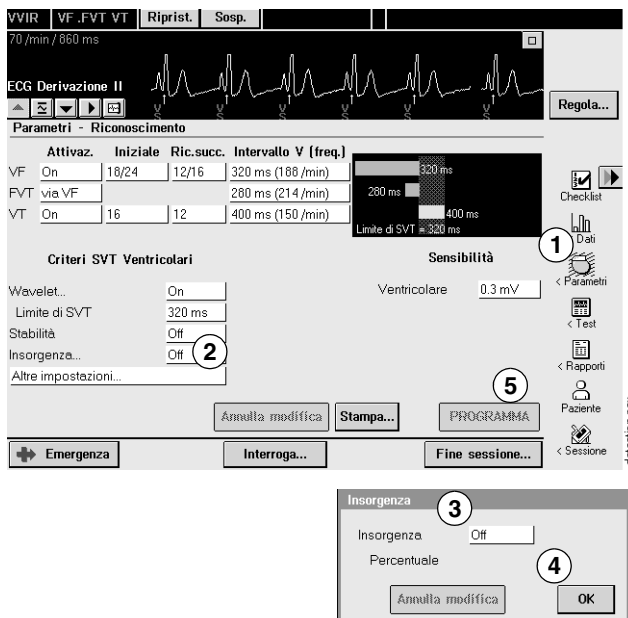 VVIR VF .FVT VT Riprist. Sosp.
70 /min / 860 ms
ECG Derivazione II
V S V S V S V S V S V S
Regola...
Parametri - Riconoscimento
Attivaz. Iniziale Ric.succ. Intervallo V (freq.)
VF On 18/24 12/16 320 ms (188 /min)
FVT via VF 280 ms (214 /min)
VT On 16 12 400 ms (150 /min)
320 ms
280 ms
400 ms
Limite di SVT = 320 ms
Criteri SVT Ventricolari
Sensibilità
Wavelet... On
Limite di SVT 320 ms
Stabilità Off
Insorgenza... Off 2
Altre impostazioni...
Ventricolare 0.3 mV
5
Annulla modifica Stampa... PROGRAMMA
Emergenza Interroga... Fine sessione...
Checklist
1
Dati
< Parametri
< Test
< Rapporti
Paziente
< Sessione
Insorgenza
3
Insorgenza Off
Percentuale
4
Annulla modifica OK